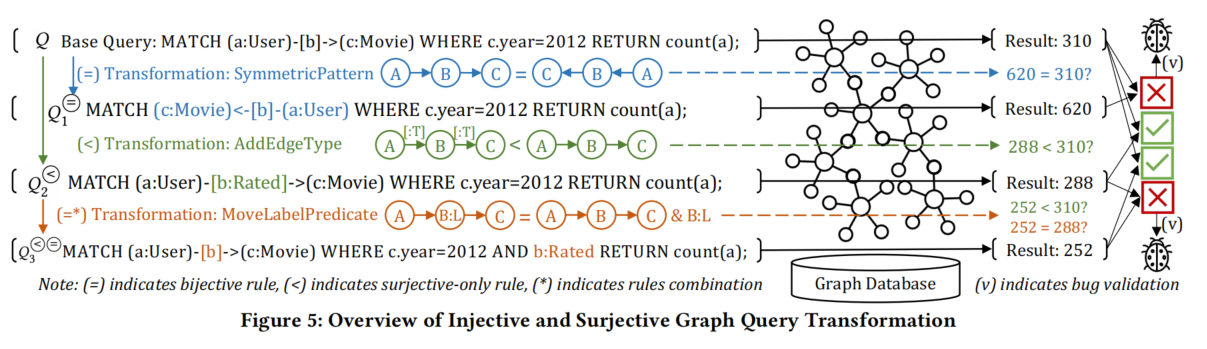 Q Base Query: MATCH (a:User)-[b]->(c:Movie) WHERE c.year=2012 RETURN count(a); Result: 310 (v)
(=) Transformation: SymmetricPattern A B C = C B A 620 = 310?
Q1(=) MATCH (c:Movie)<-[b]-(a:User) WHERE c.year=2012 RETURN count(a); Result: 620
(<) Transformation: AddEdgeType A [:T] B [:T] C < A B C 288 < 310?
Q2(<) MATCH (a:User)-[b:Rated]->(c:Movie) WHERE c.year=2012 RETURN count(a); Result: 288
252 < 310?
(=*) Transformation: MoveLabelPredicate A B:L C = A B C & B:L 252 = 288?
(v)
Q3(<)(=) MATCH (a:User)-[b]->(c:Movie) WHERE c.year=2012 AND b:Rated RETURN count(a); Result: 252
Note: (=) indicates bijective rule, (<) indicates surjective-only rule, (*) indicates rules combination Graph Database (v) indicates bug validation
Figure 5: Overview of Injective and Surjective Graph Query Transformation